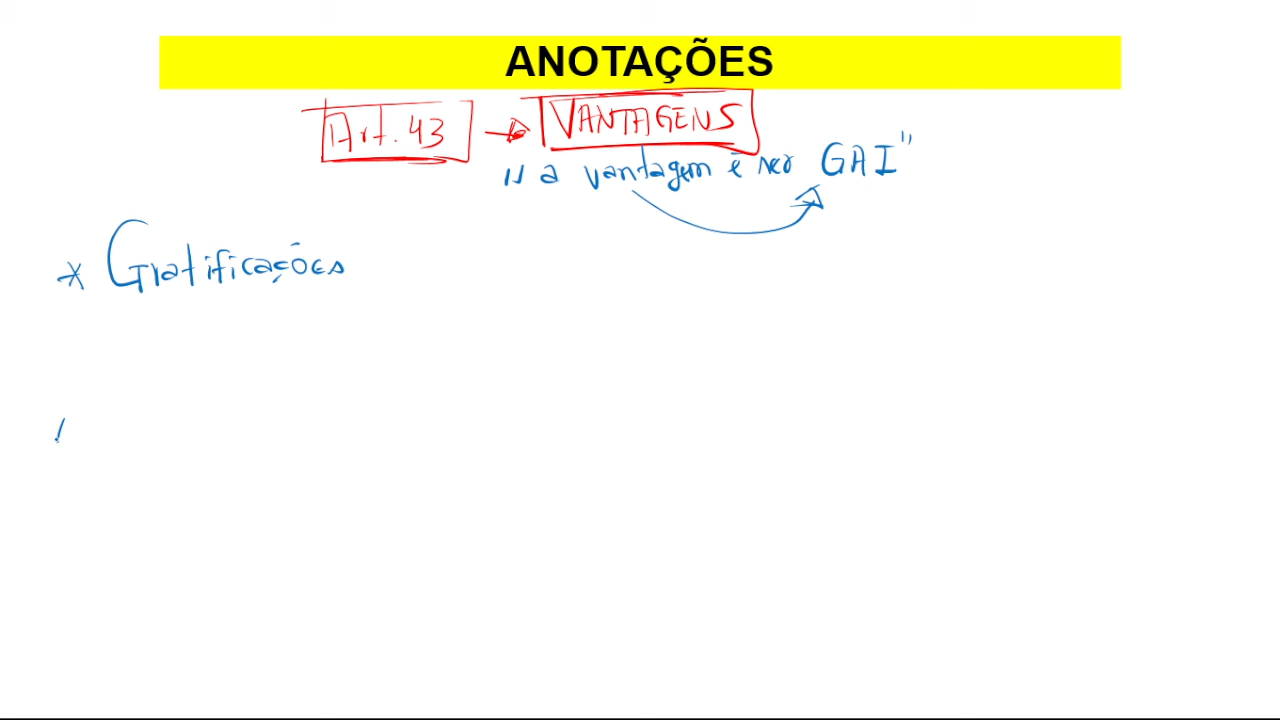 ANOTAÇÕES
Art. 43 → VANTAGENS
" a vantagem é ser GAI"
* Gratificações